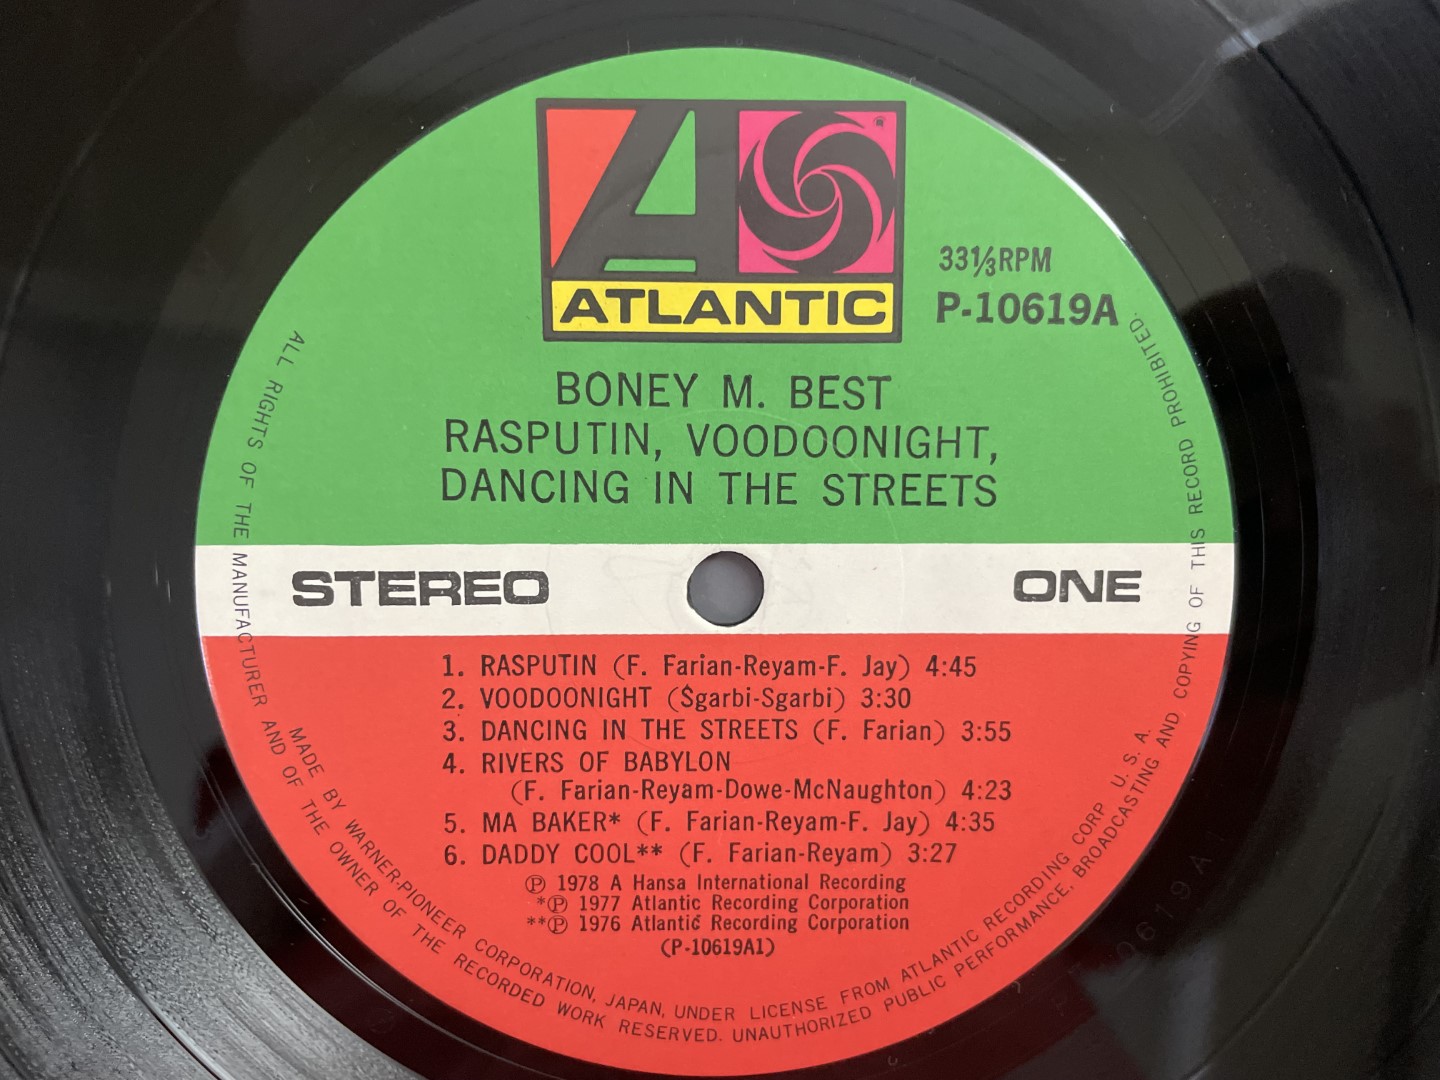 ATLANTIC
33⅓RPM
P-10619A
BONEY M. BEST
RASPUTIN, VOODOONIGHT,
DANCING IN THE STREETS
STEREO
ONE
1. RASPUTIN (F. Farian-Reyam-F. Jay) 4:45
2. VOODOONIGHT ($garbi-Sgarbi) 3:30
3. DANCING IN THE STREETS (F. Farian) 3:55
4. RIVERS OF BABYLON
(F. Farian-Reyam-Dowe-McNaughton) 4:23
5. MA BAKER* (F. Farian-Reyam-F. Jay) 4:35
6. DADDY COOL** (F. Farian-Reyam) 3:27
Ⓟ 1978 A Hansa International Recording
*Ⓟ 1977 Atlantic Recording Corporation
**Ⓟ 1976 Atlantic Recording Corporation
(P-10619A1)
MADE BY WARNER-PIONEER CORPORATION, JAPAN, UNDER LICENSE FROM ATLANTIC RECORDING CORP U. S. A.
ALL RIGHTS OF THE MANUFACTURER AND OF THE OWNER OF THE RECORDED WORK RESERVED. UNAUTHORIZED PUBLIC PERFORMANCE, BROADCASTING AND COPYING OF THIS RECORD PROHIBITED.